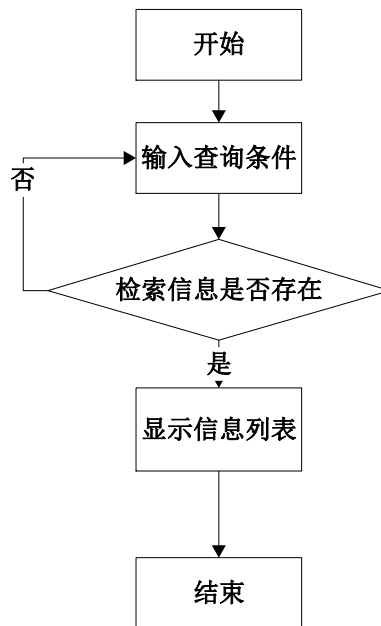 开始
输入查询条件
否
检索信息是否存在
是
显示信息列表
结束